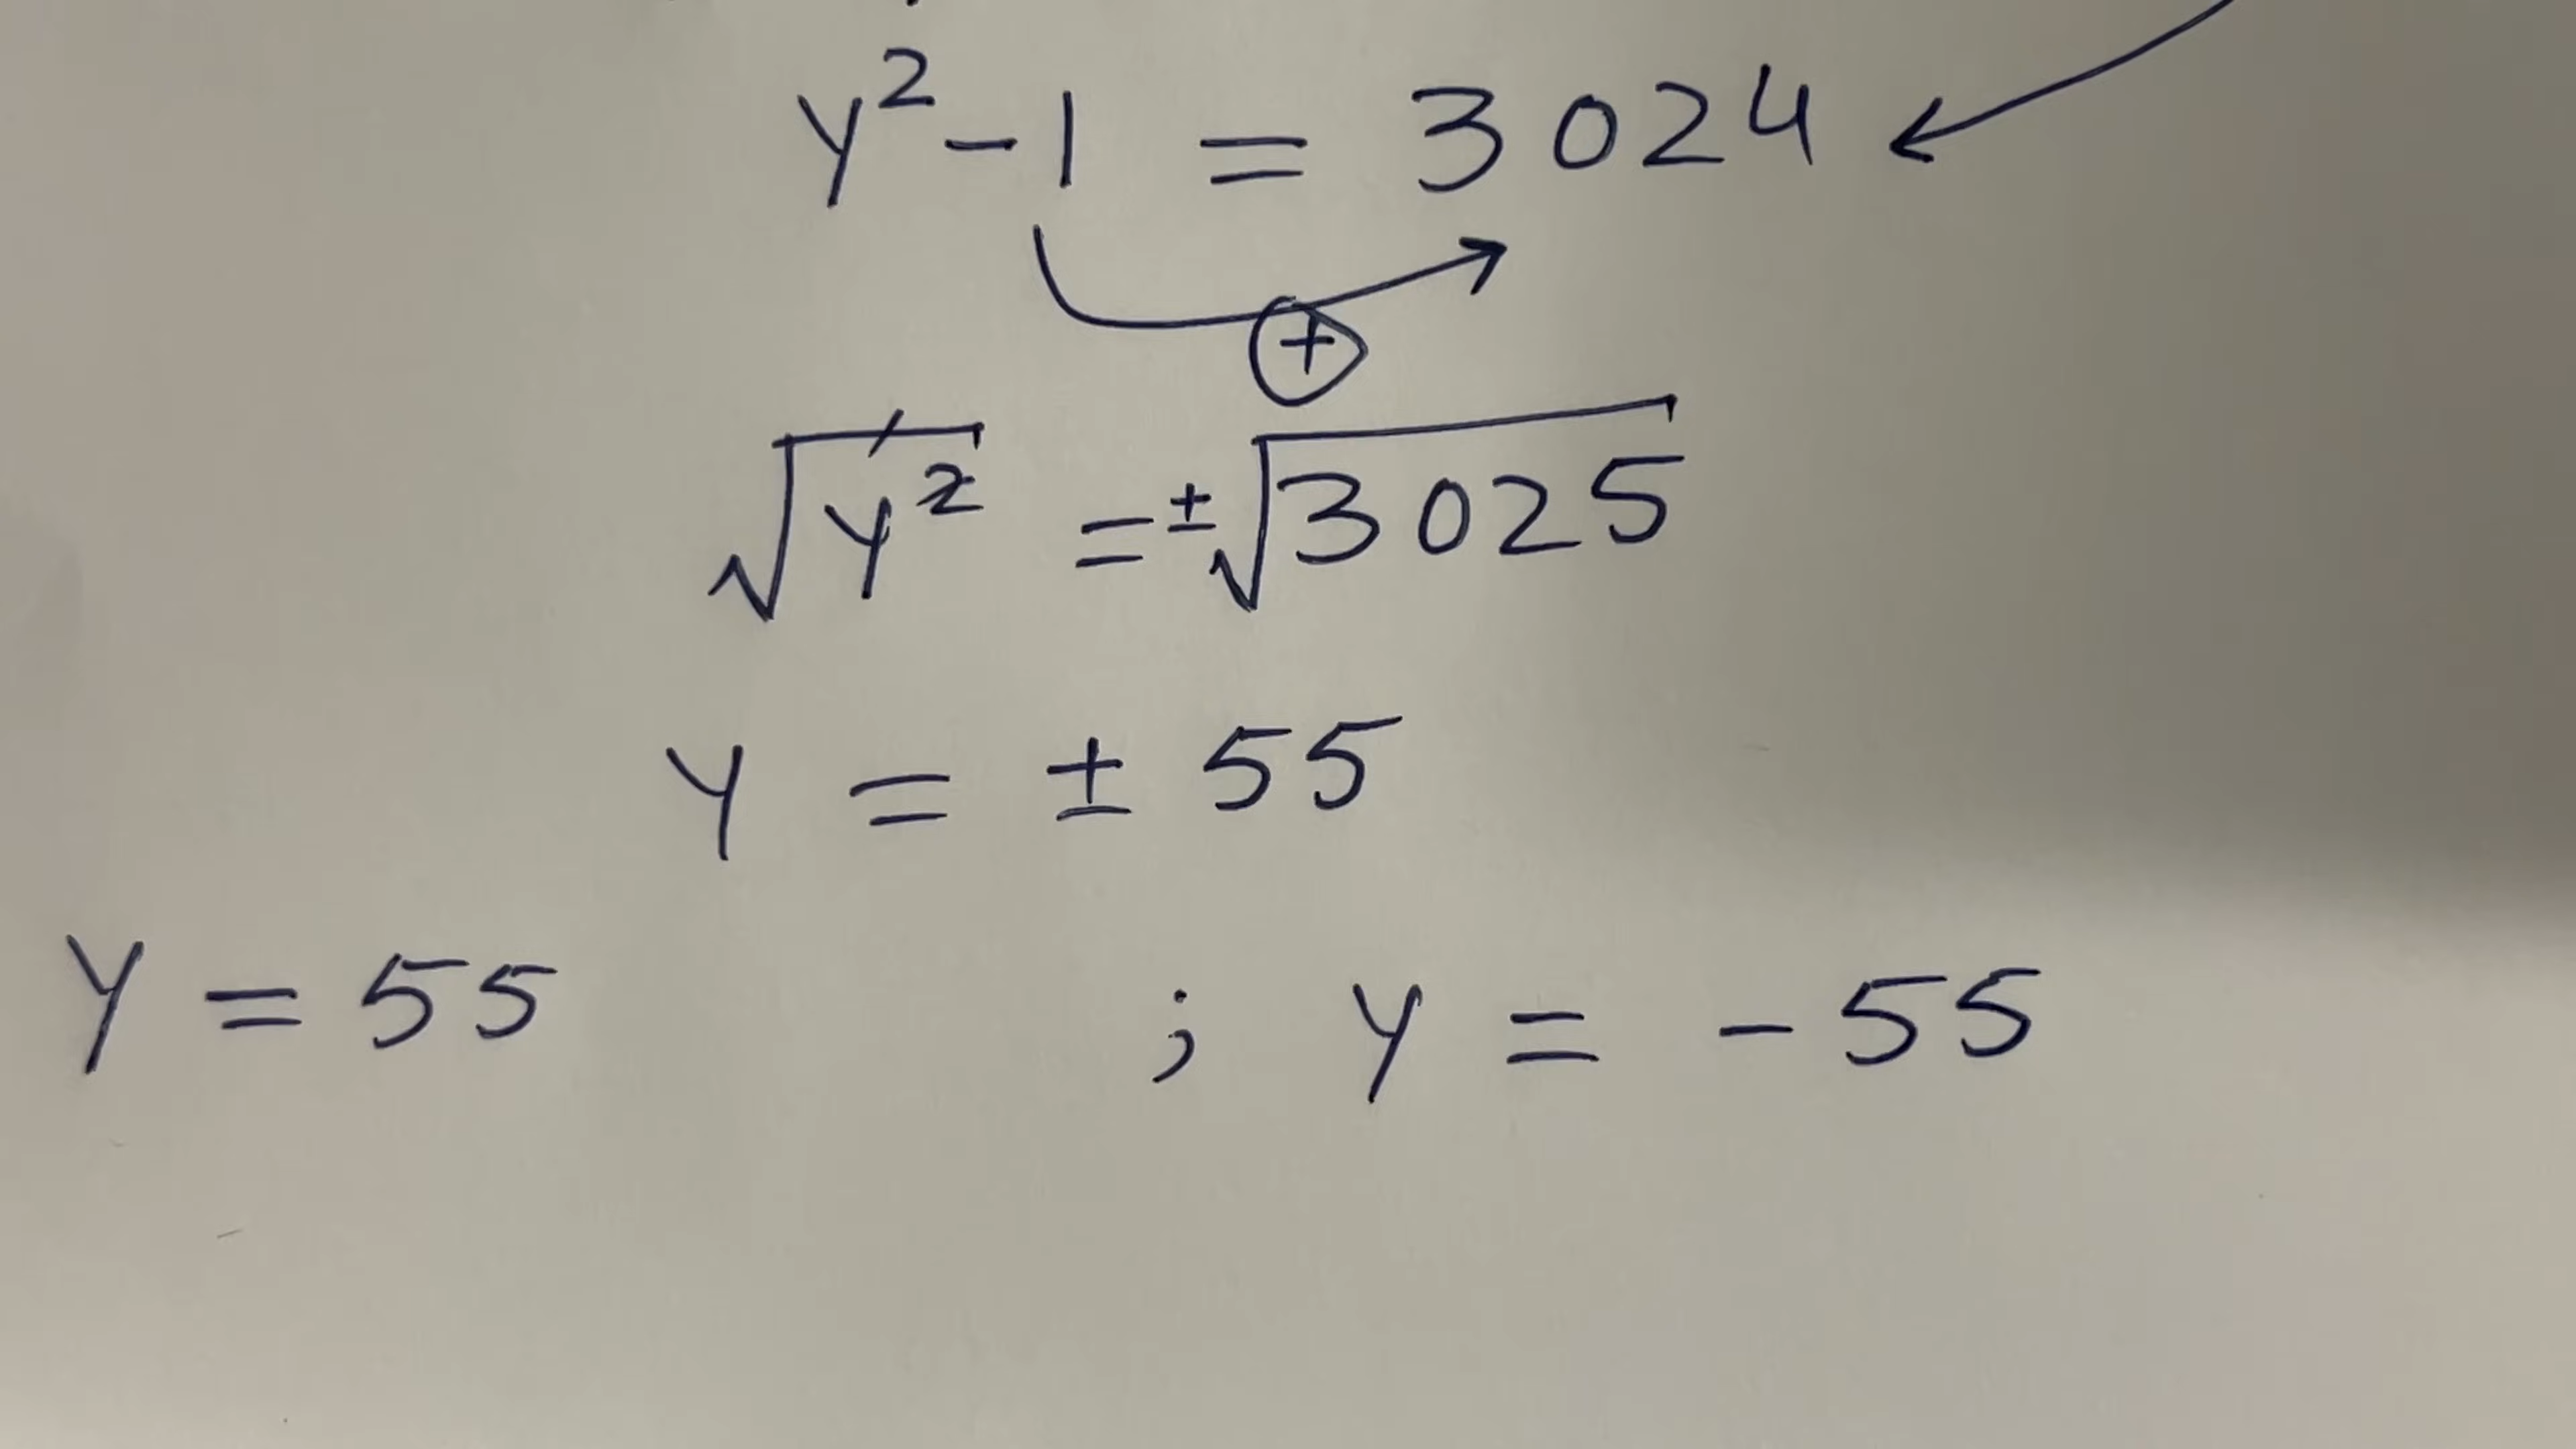 y² - 1 = 3024
+
√y² = ±√3025
y = ± 55
y = 55 ; y = - 55